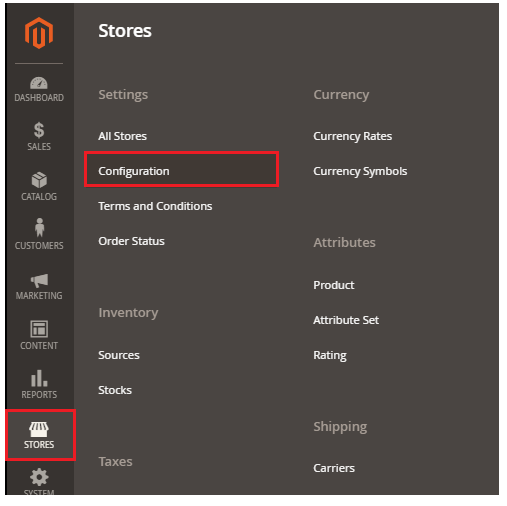 DASHBOARD
SALES
CATALOG
CUSTOMERS
MARKETING
CONTENT
REPORTS
STORES
SYSTEM
Stores
Settings
All Stores
Configuration
Terms and Conditions
Order Status
Inventory
Sources
Stocks
Taxes
Currency
Currency Rates
Currency Symbols
Attributes
Product
Attribute Set
Rating
Shipping
Carriers